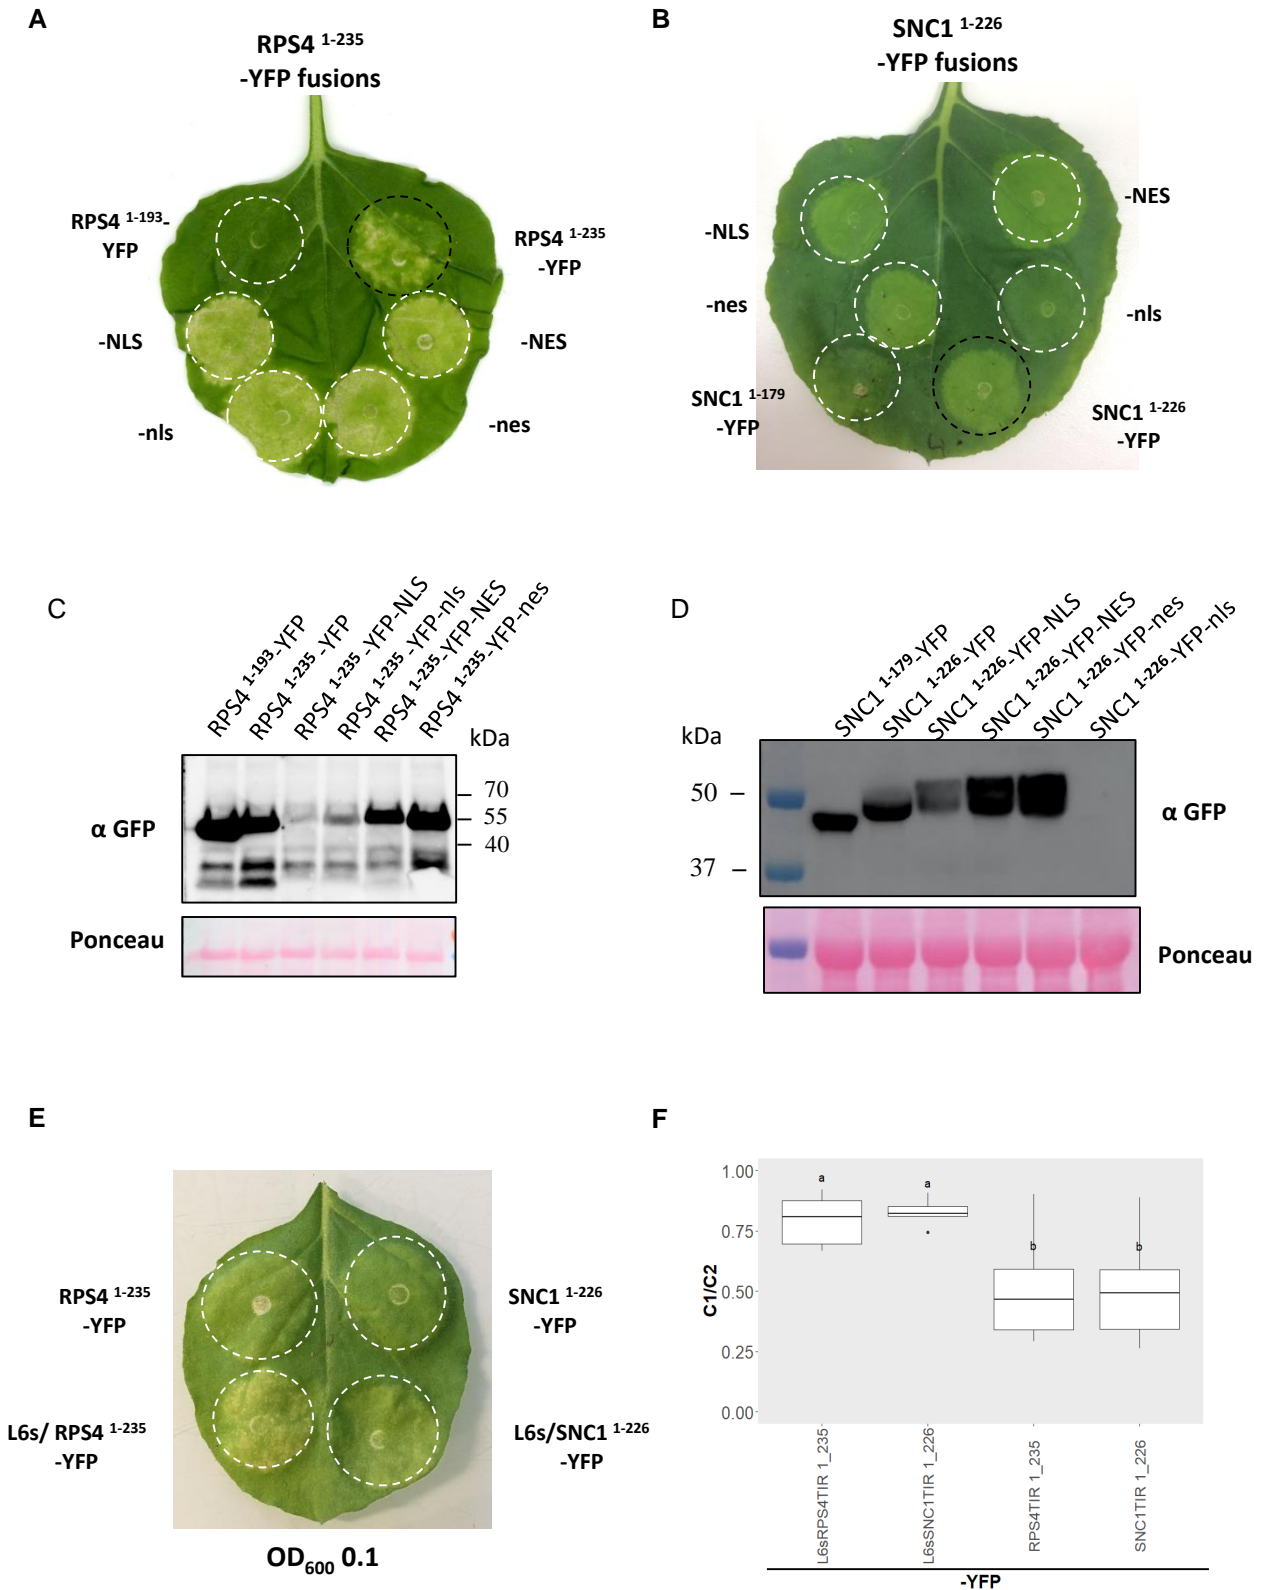 A
RPS4 1-235
-YFP fusions
RPS4 1-193-
YFP
RPS4 1-235
-YFP
-NLS
-NES
-nls
-nes
B
SNC1 1-226
-YFP fusions
-NES
-NLS
-nes
-nls
SNC1 1-179
-YFP
SNC1 1-226
-YFP
C
RPS4 1-193-YFP
RPS4 1-235-YFP
RPS4 1-235-YFP-NLS
RPS4 1-235-YFP-nls
RPS4 1-235-YFP-NES
RPS4 1-235-YFP-nes
kDa
70
55
40
α GFP
Ponceau
D
SNC1 1-179-YFP
SNC1 1-226-YFP
SNC1 1-226-YFP-NLS
SNC1 1-226-YFP-NES
SNC1 1-226-YFP-nes
SNC1 1-226-YFP-nls
kDa
50
37
α GFP
Ponceau
E
RPS4 1-235
-YFP
SNC1 1-226
-YFP
L6s/ RPS4 1-235
-YFP
L6s/SNC1 1-226
-YFP
OD600 0.1
F
C1/C2
1.00
0.75
0.50
0.25
0.00
a
a
b
b
L6sRPS4TIR 1_235
L6sSNC1TIR 1_226
RPS4TIR 1_235
SNC1TIR 1_226
-YFP